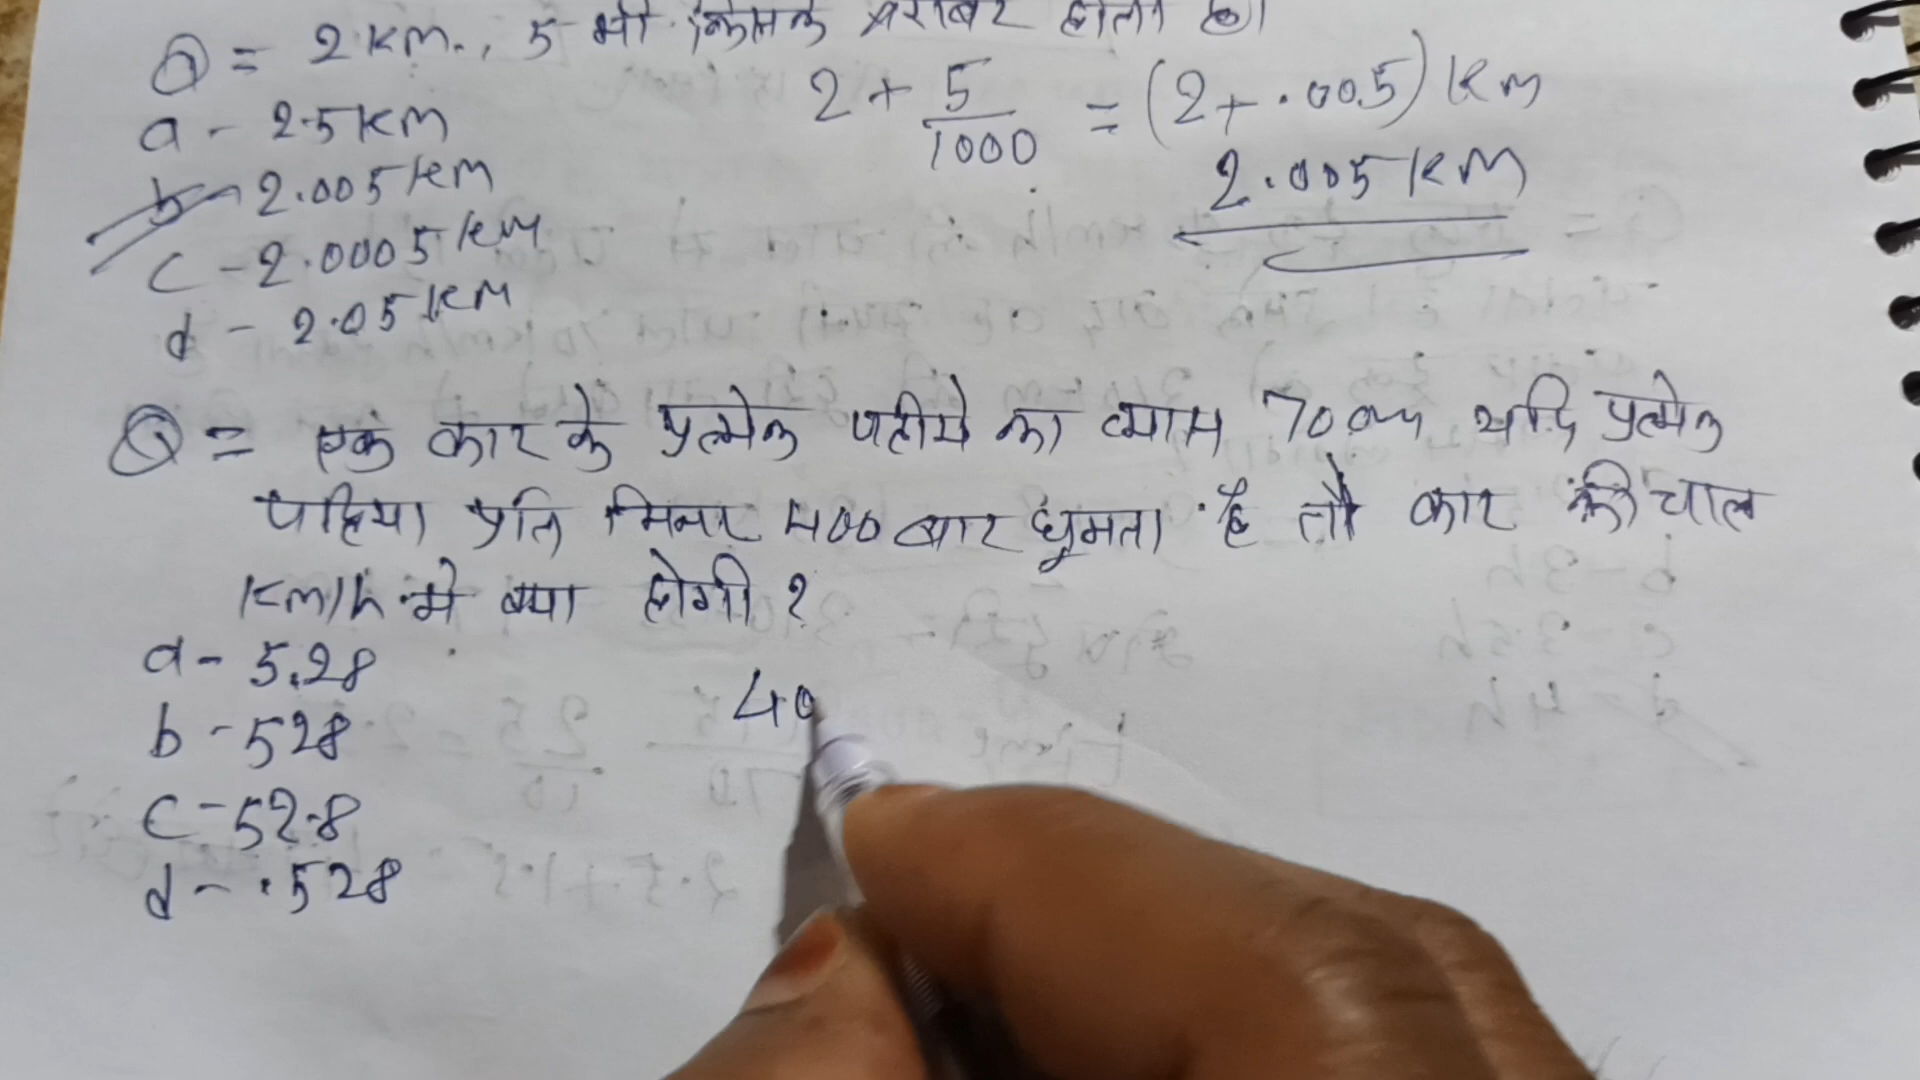 Q = 2 KM., 5 मी किसके बराबर होता है।
2 + 5/1000 = (2 + .005) KM
a - 2.5 KM
2.005 KM
b - 2.005 KM
c - 2.0005 KM
d - 2.05 KM
Q = एक कार के प्रत्येक पहीये का व्यास 70 cm यदि प्रत्येक
पहिया प्रति मिनट 400 बार घूमता है तो कार की चाल
KM/h मे क्या होगी ?
a - 5.28
b - 528
c - 52.8
d - .528
40